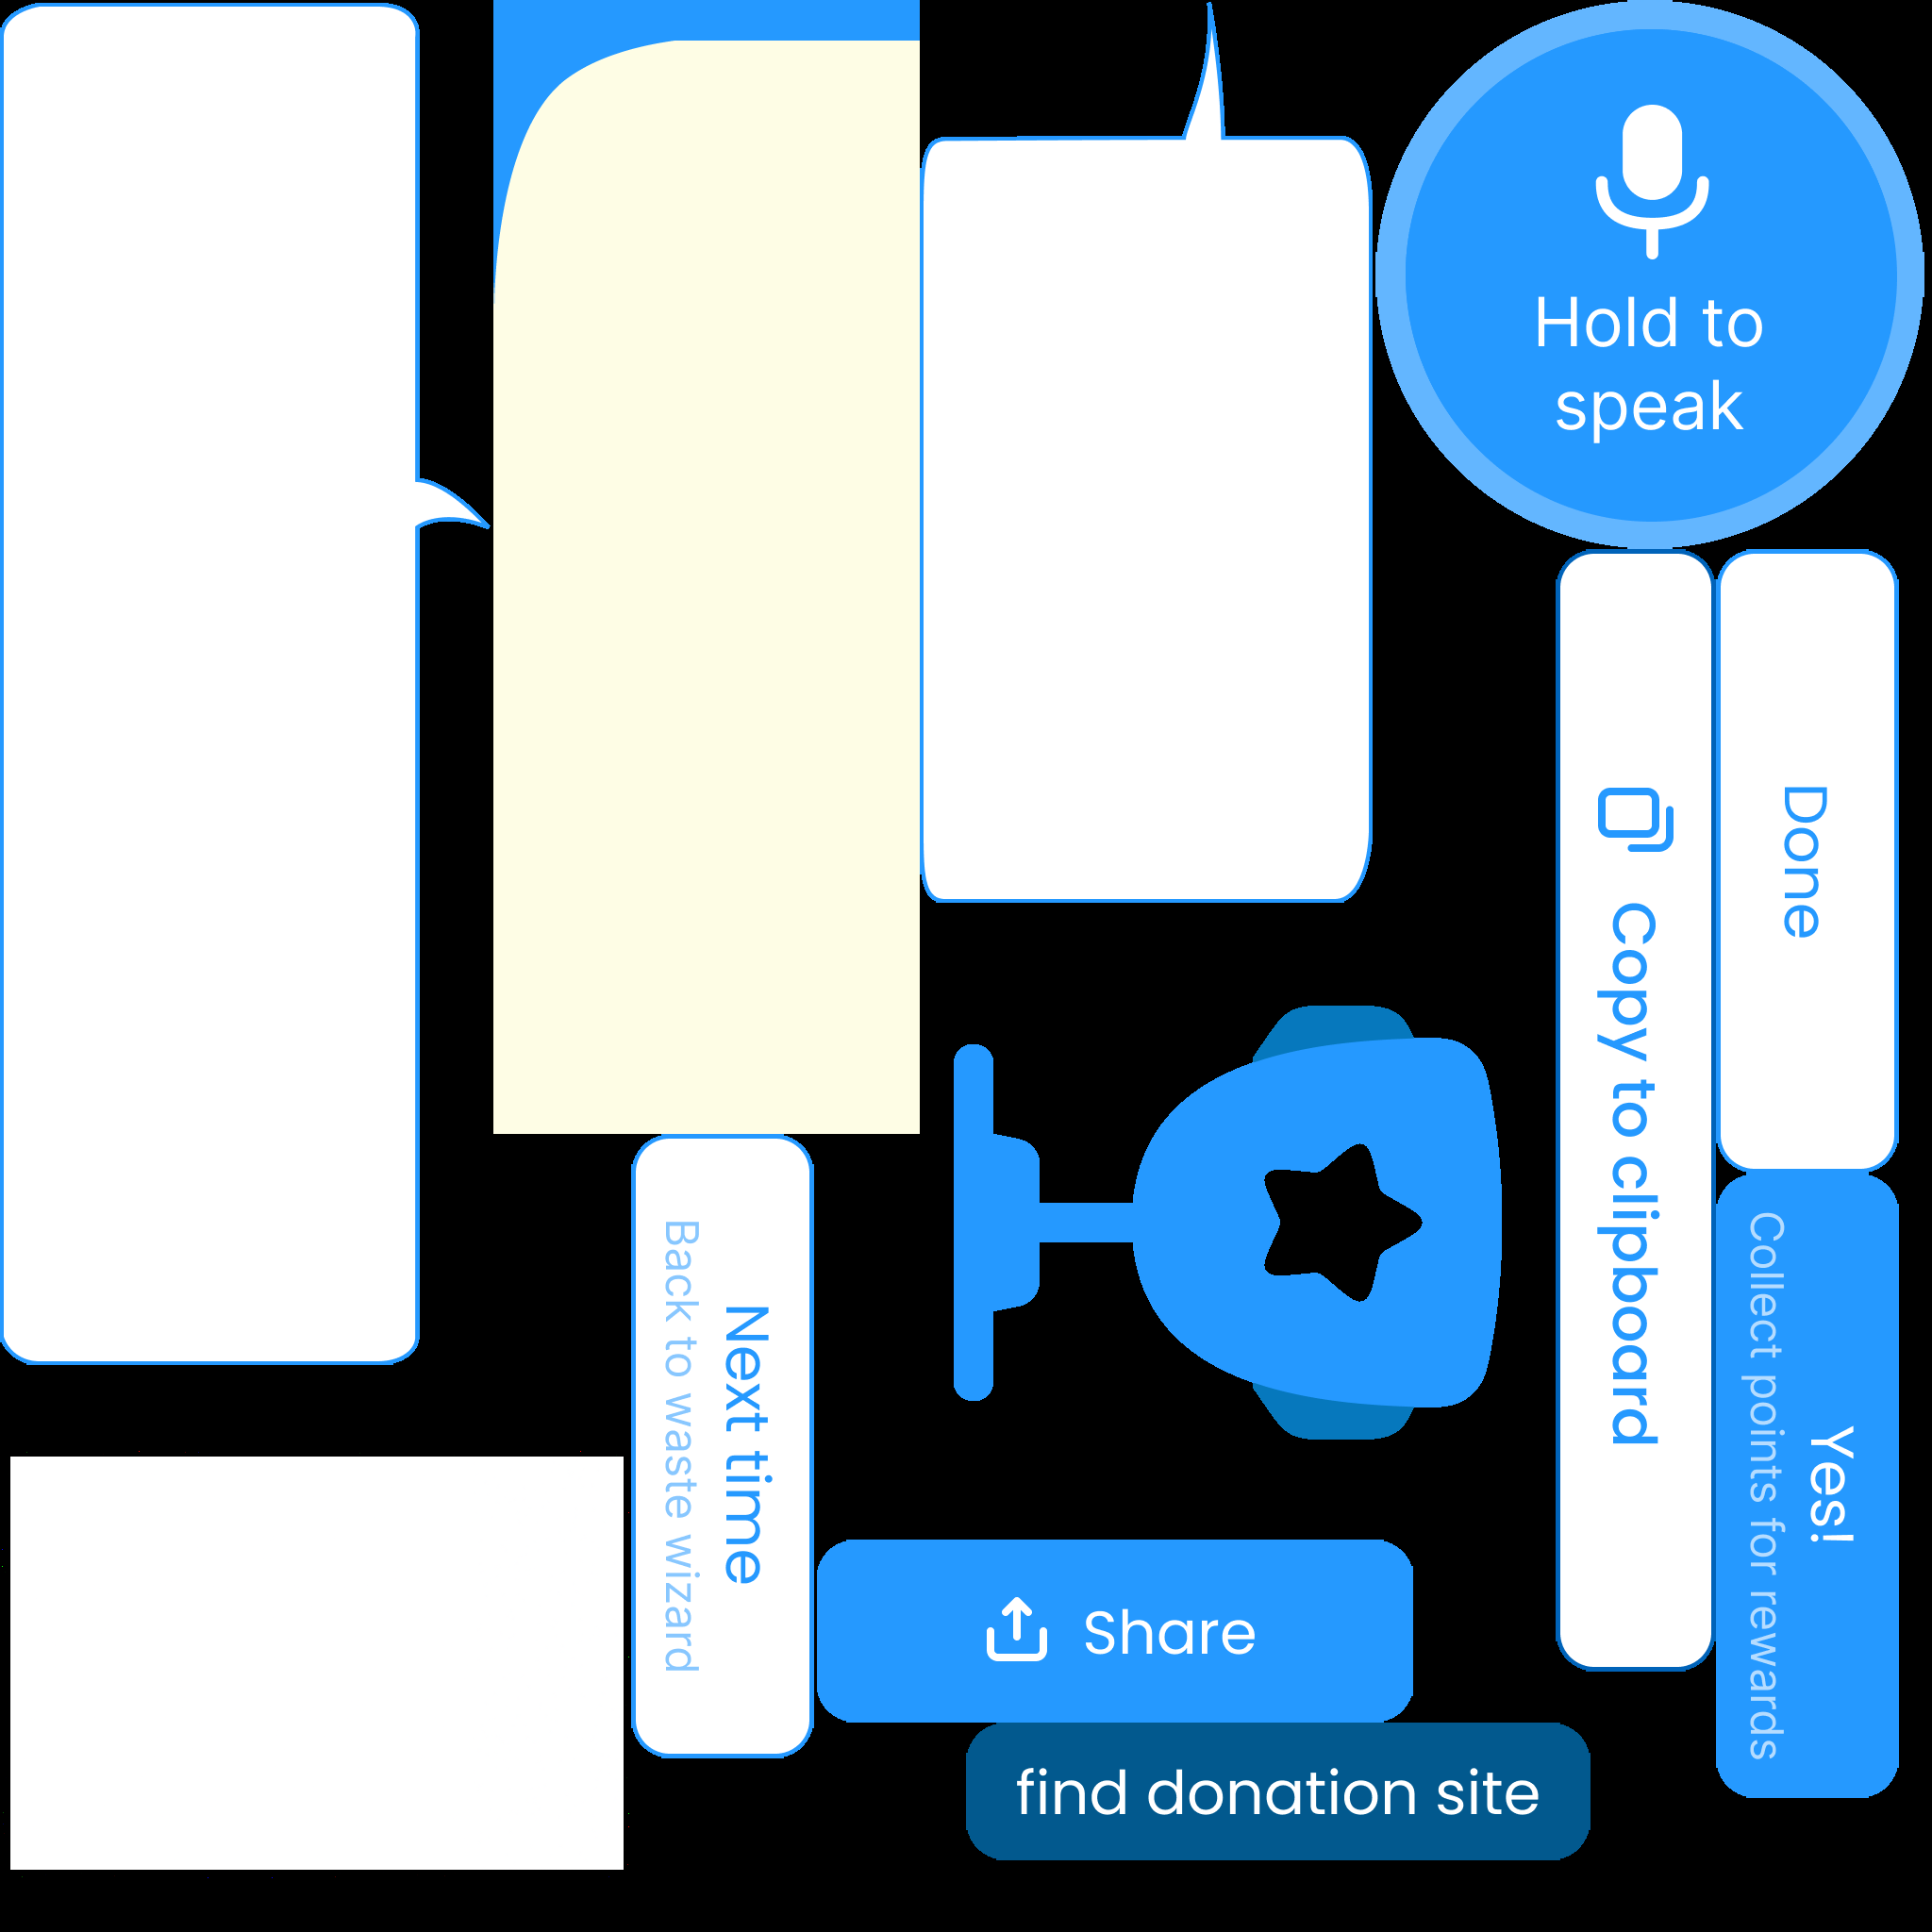 Hold to
speak
Done
Copy to clipboard
Next time
Back to waste wizard
Yes!
Collect points for rewards
Share
find donation site